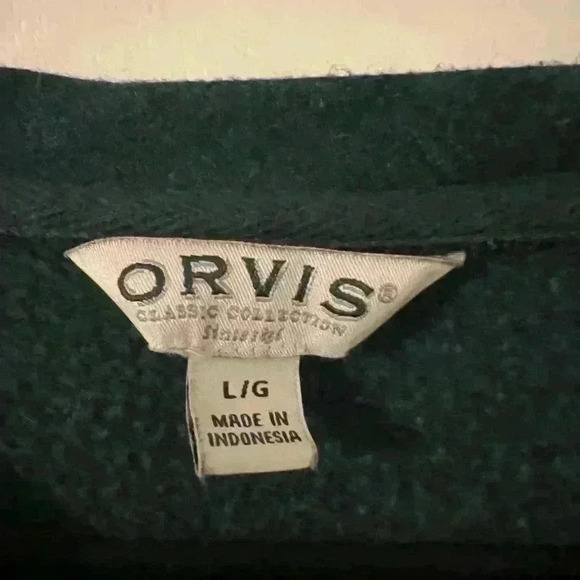 ORVIS®
CLASSIC COLLECTION
L/G
MADE IN
INDONESIA